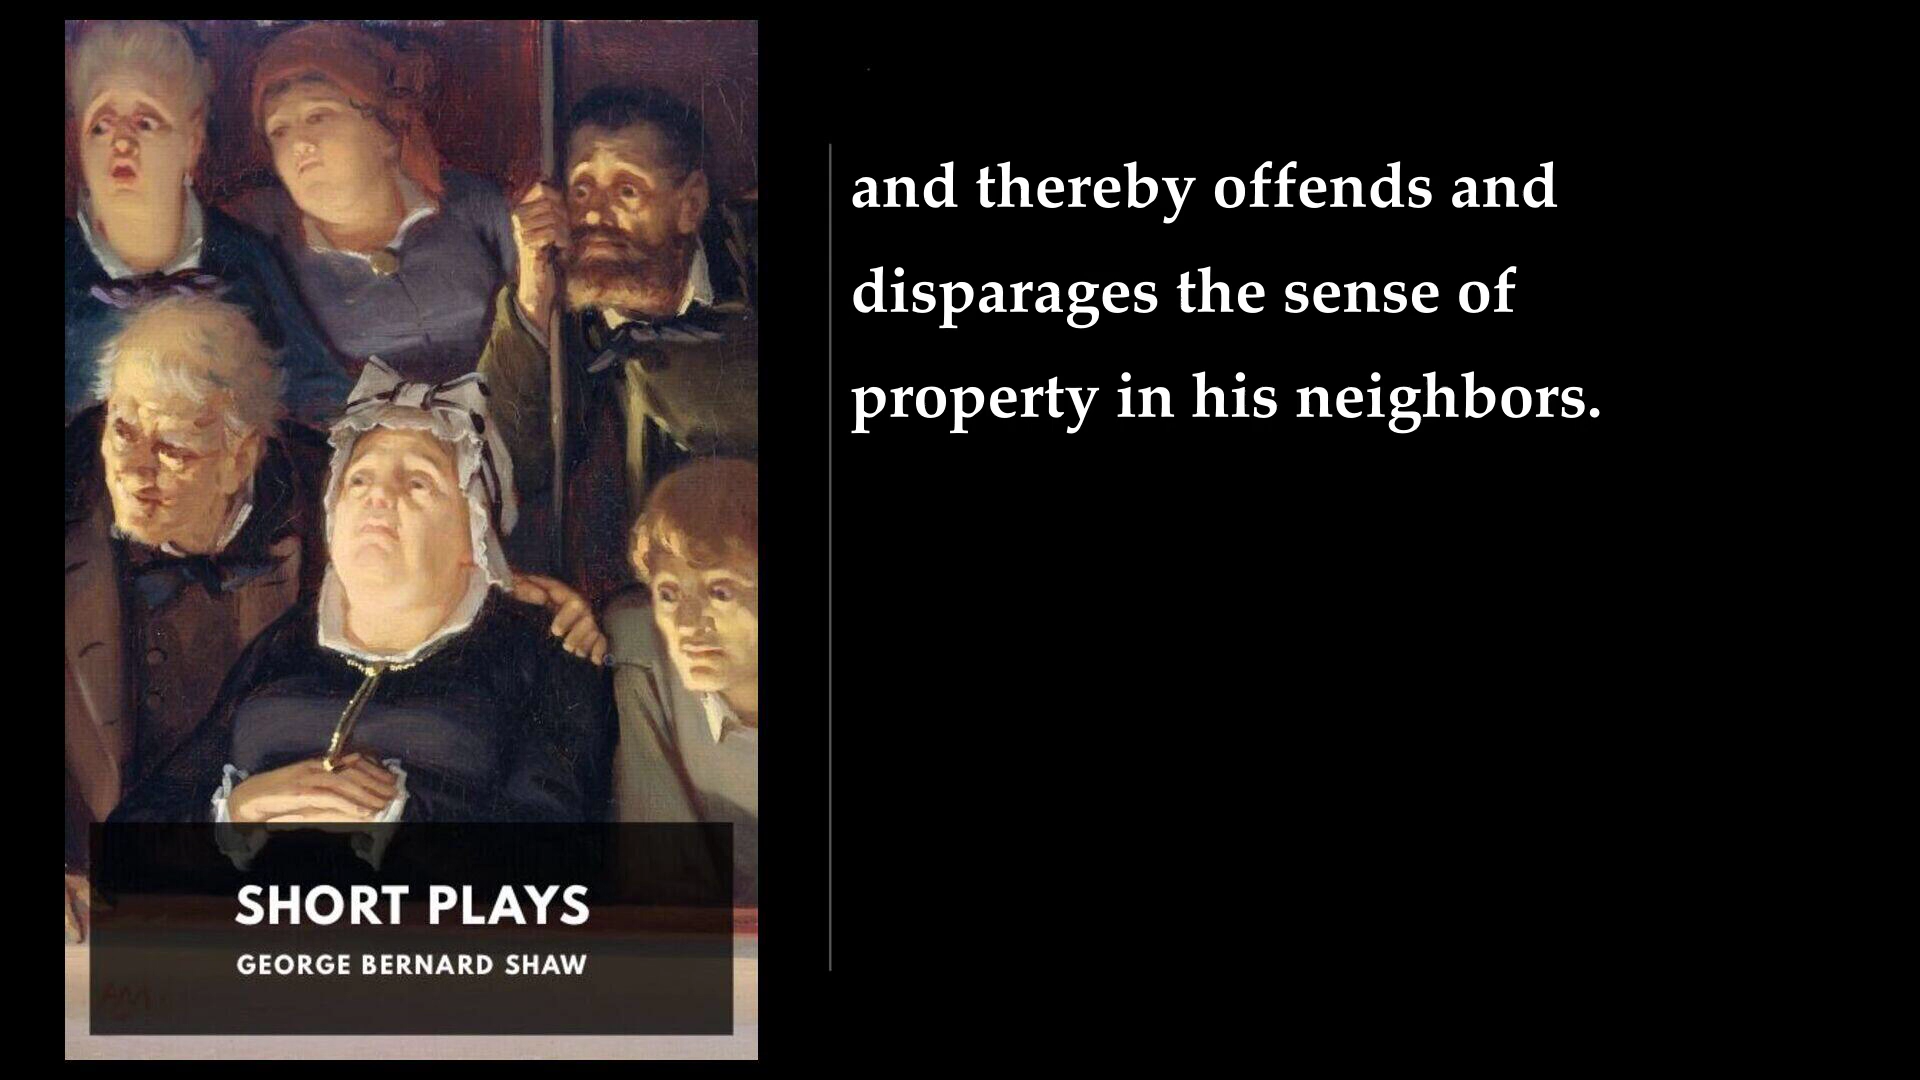 and thereby offends and
disparages the sense of
property in his neighbors.
SHORT PLAYS
GEORGE BERNARD SHAW